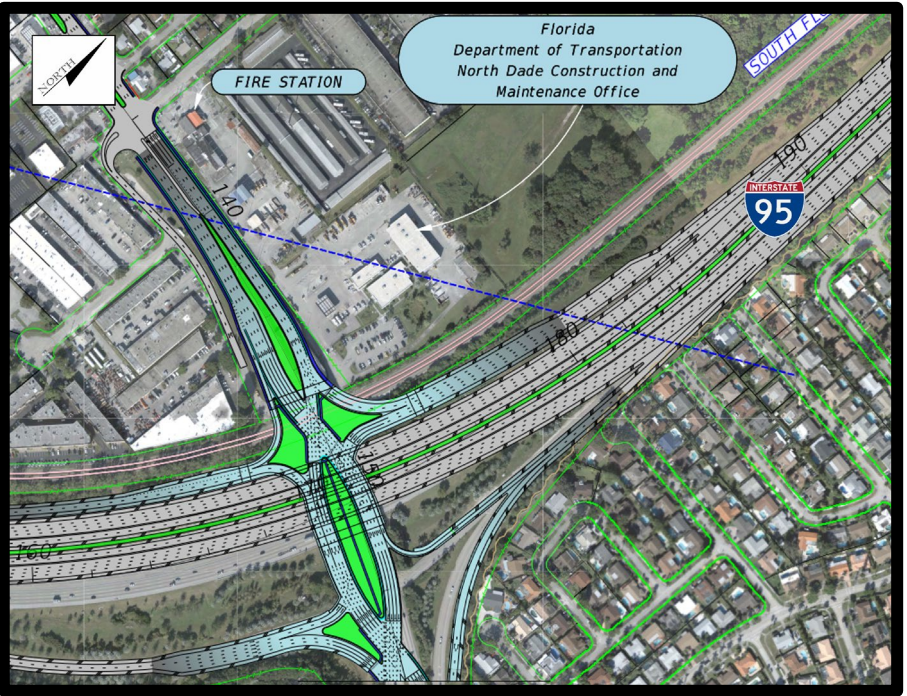 Florida
Department of Transportation
North Dade Construction and
Maintenance Office
SOUTH FL
FIRE STATION
NORTH
140
190
INTERSTATE
95
180
150
160